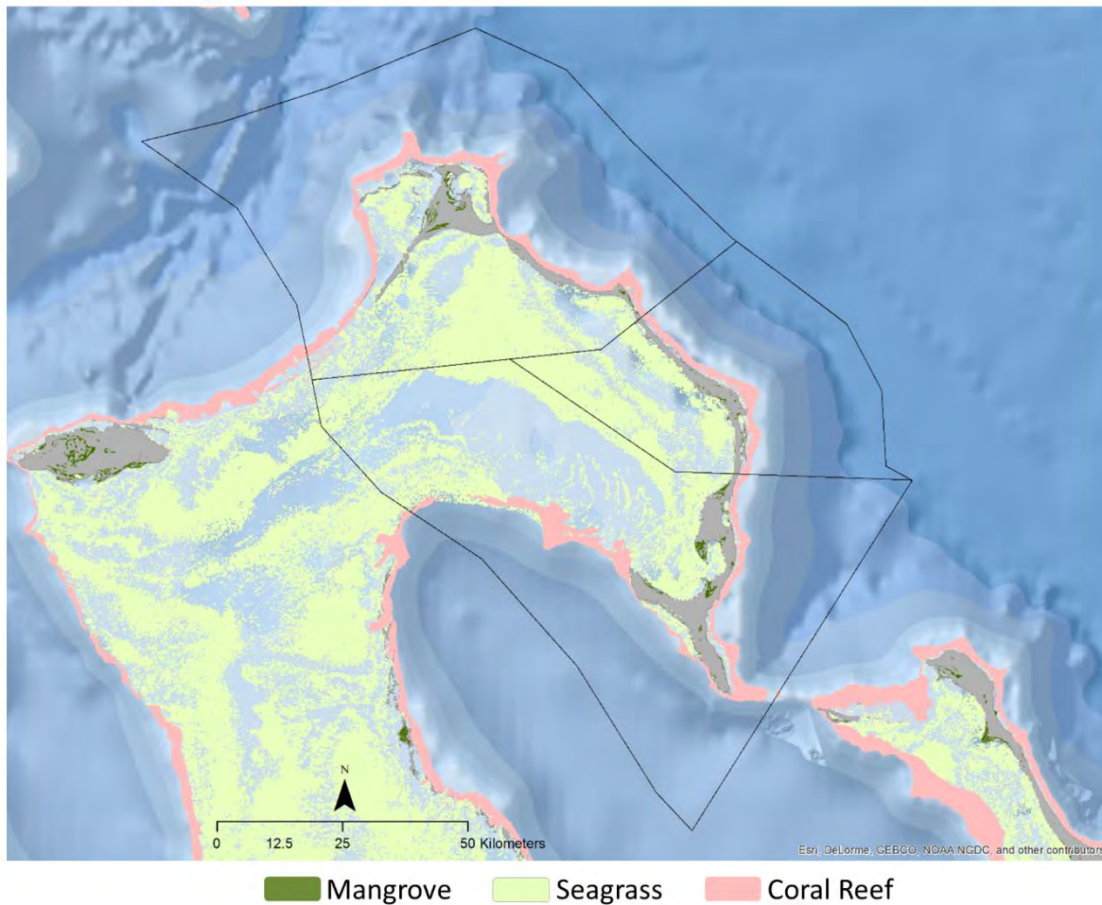 N
0 12.5 25 50 Kilometers
Esri, DeLorme, GEBCO, NOAA NGDC, and other contributors
Mangrove Seagrass Coral Reef